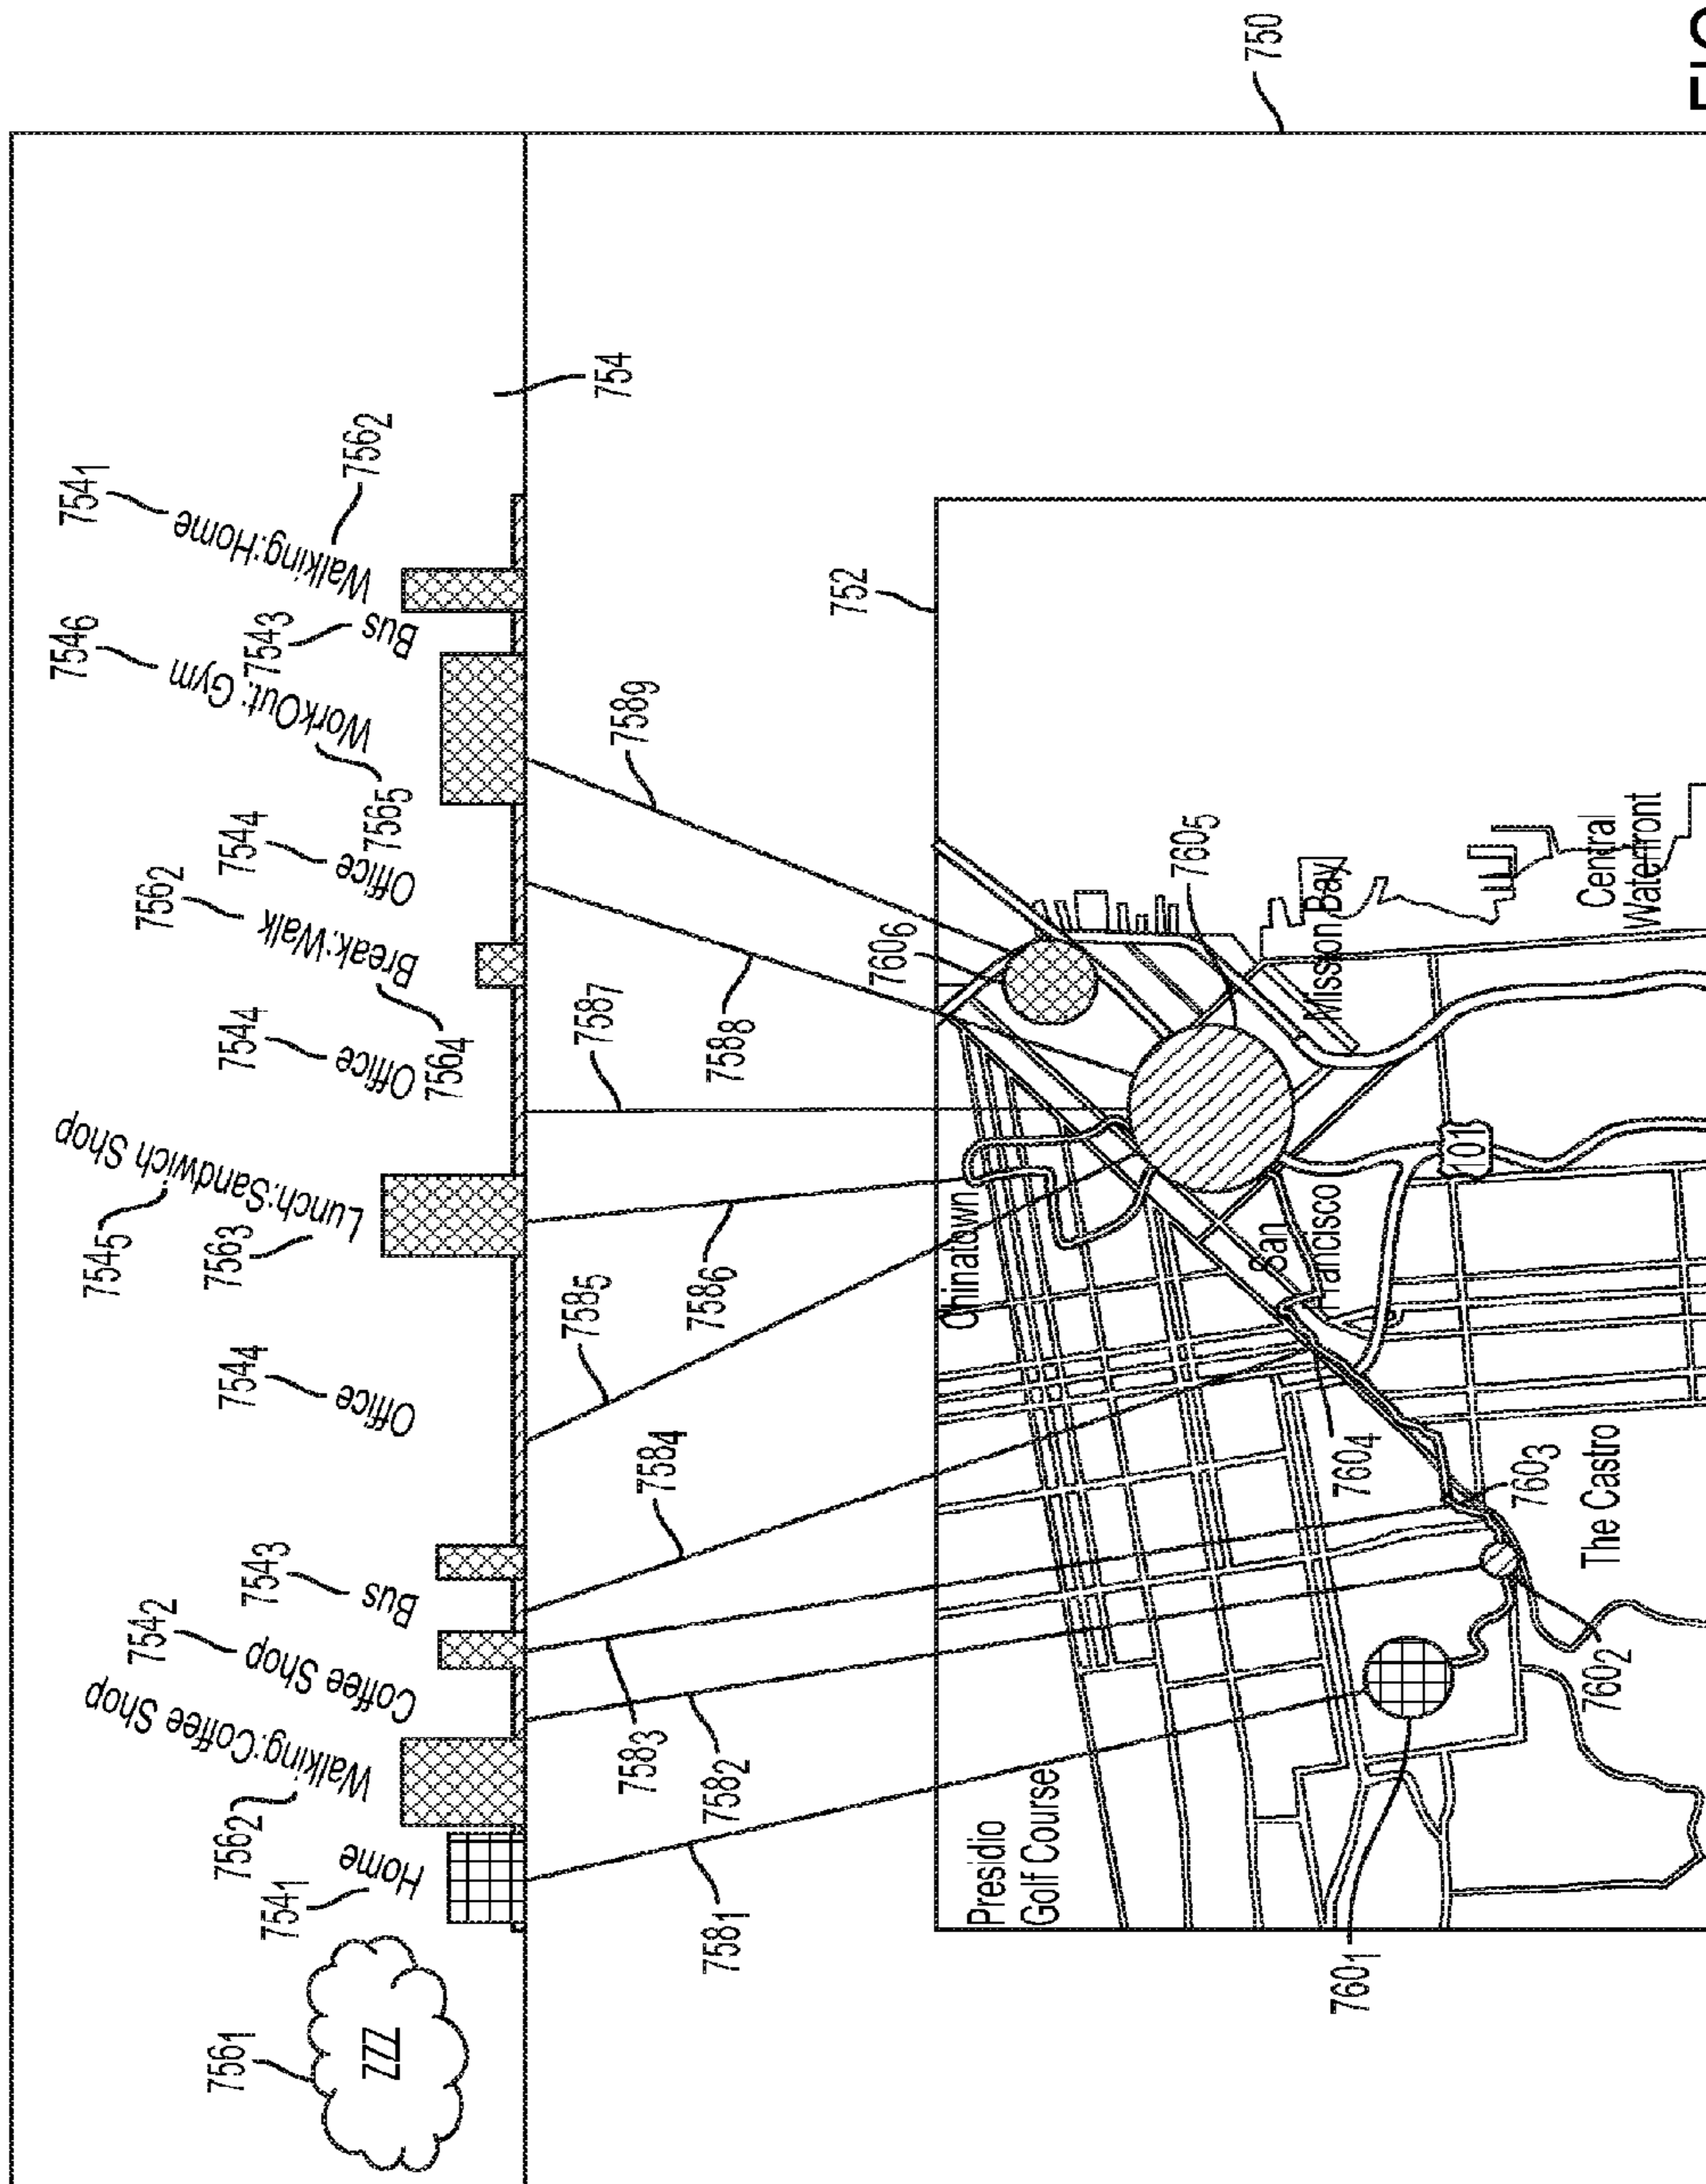 756₁
ZZZ
754₁
Home
756₂
Walking:Coffee Shop
754₂
Coffee Shop
754₃
Bus
754₄
Office
754₅
756₃
Lunch:Sandwich Shop
754₄
Office
756₄
756₂
Break:Walk
754₄
Office
756₅
754₆
WorkOut: Gym
754₃
Bus
754₁
Walking:Home
756₂
754
758₁
758₂
758₃
758₄
758₅
758₆
758₇
758₈
758₉
752
750
Presidio
Golf Course
Chinatown
760₆
760₅
San
Francisco
Mission Bay
101
Central
Waterfront
760₄
760₃
The Castro
760₂
760₁